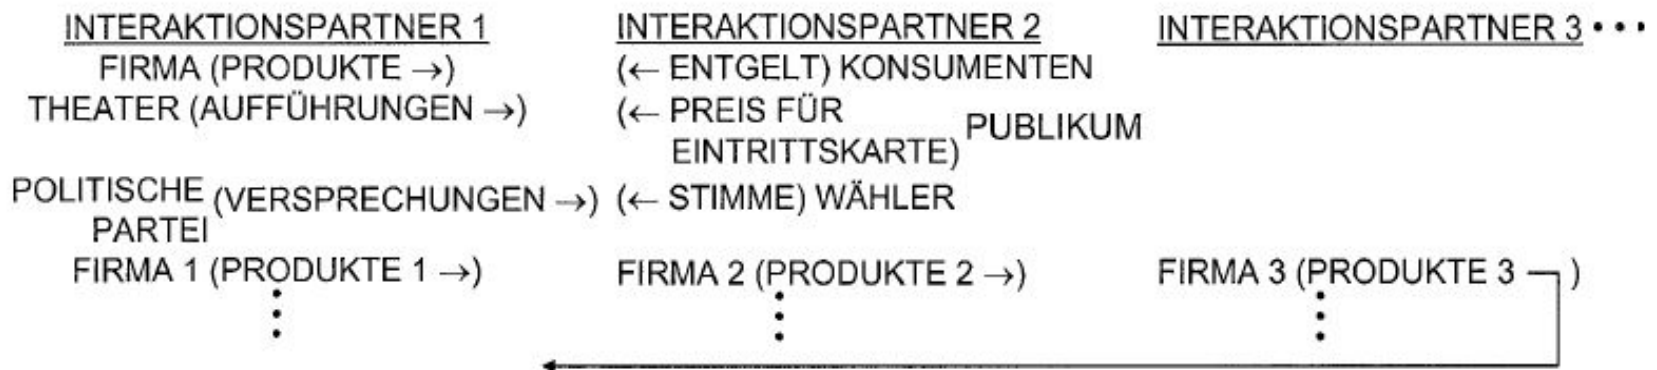 INTERAKTIONSPARTNER 1 INTERAKTIONSPARTNER 2 INTERAKTIONSPARTNER 3 • • •
FIRMA (PRODUKTE →) (← ENTGELT) KONSUMENTEN
THEATER (AUFFÜHRUNGEN →) (← PREIS FÜR
EINTRITTSKARTE) PUBLIKUM
POLITISCHE (VERSPRECHUNGEN →) (← STIMME) WÄHLER
PARTEI
FIRMA 1 (PRODUKTE 1 →) FIRMA 2 (PRODUKTE 2 →) FIRMA 3 (PRODUKTE 3 )